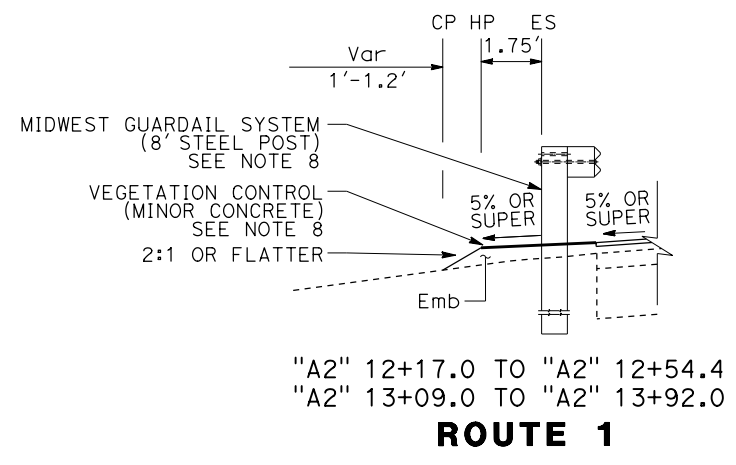 CP HP ES
1.75'
Var
1'-1.2'
MIDWEST GUARDAIL SYSTEM
(8' STEEL POST)
SEE NOTE 8
VEGETATION CONTROL
(MINOR CONCRETE)
SEE NOTE 8
2:1 OR FLATTER
5% OR
SUPER
5% OR
SUPER
Emb
"A2" 12+17.0 TO "A2" 12+54.4
"A2" 13+09.0 TO "A2" 13+92.0
ROUTE 1